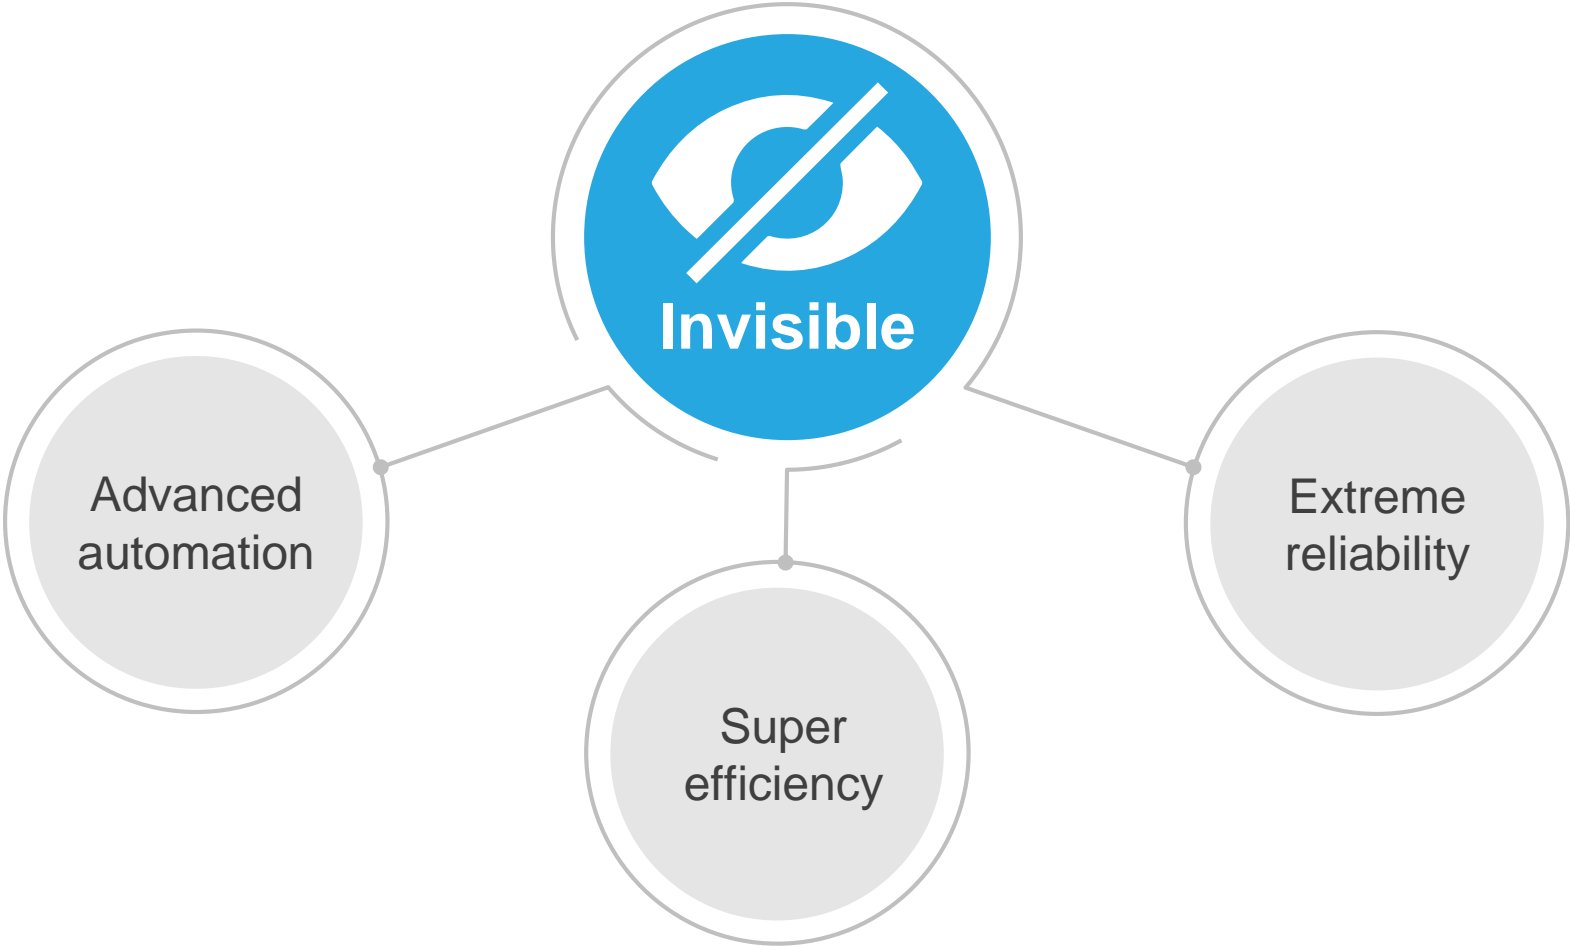 Invisible
Advanced
automation
Super
efficiency
Extreme
reliability